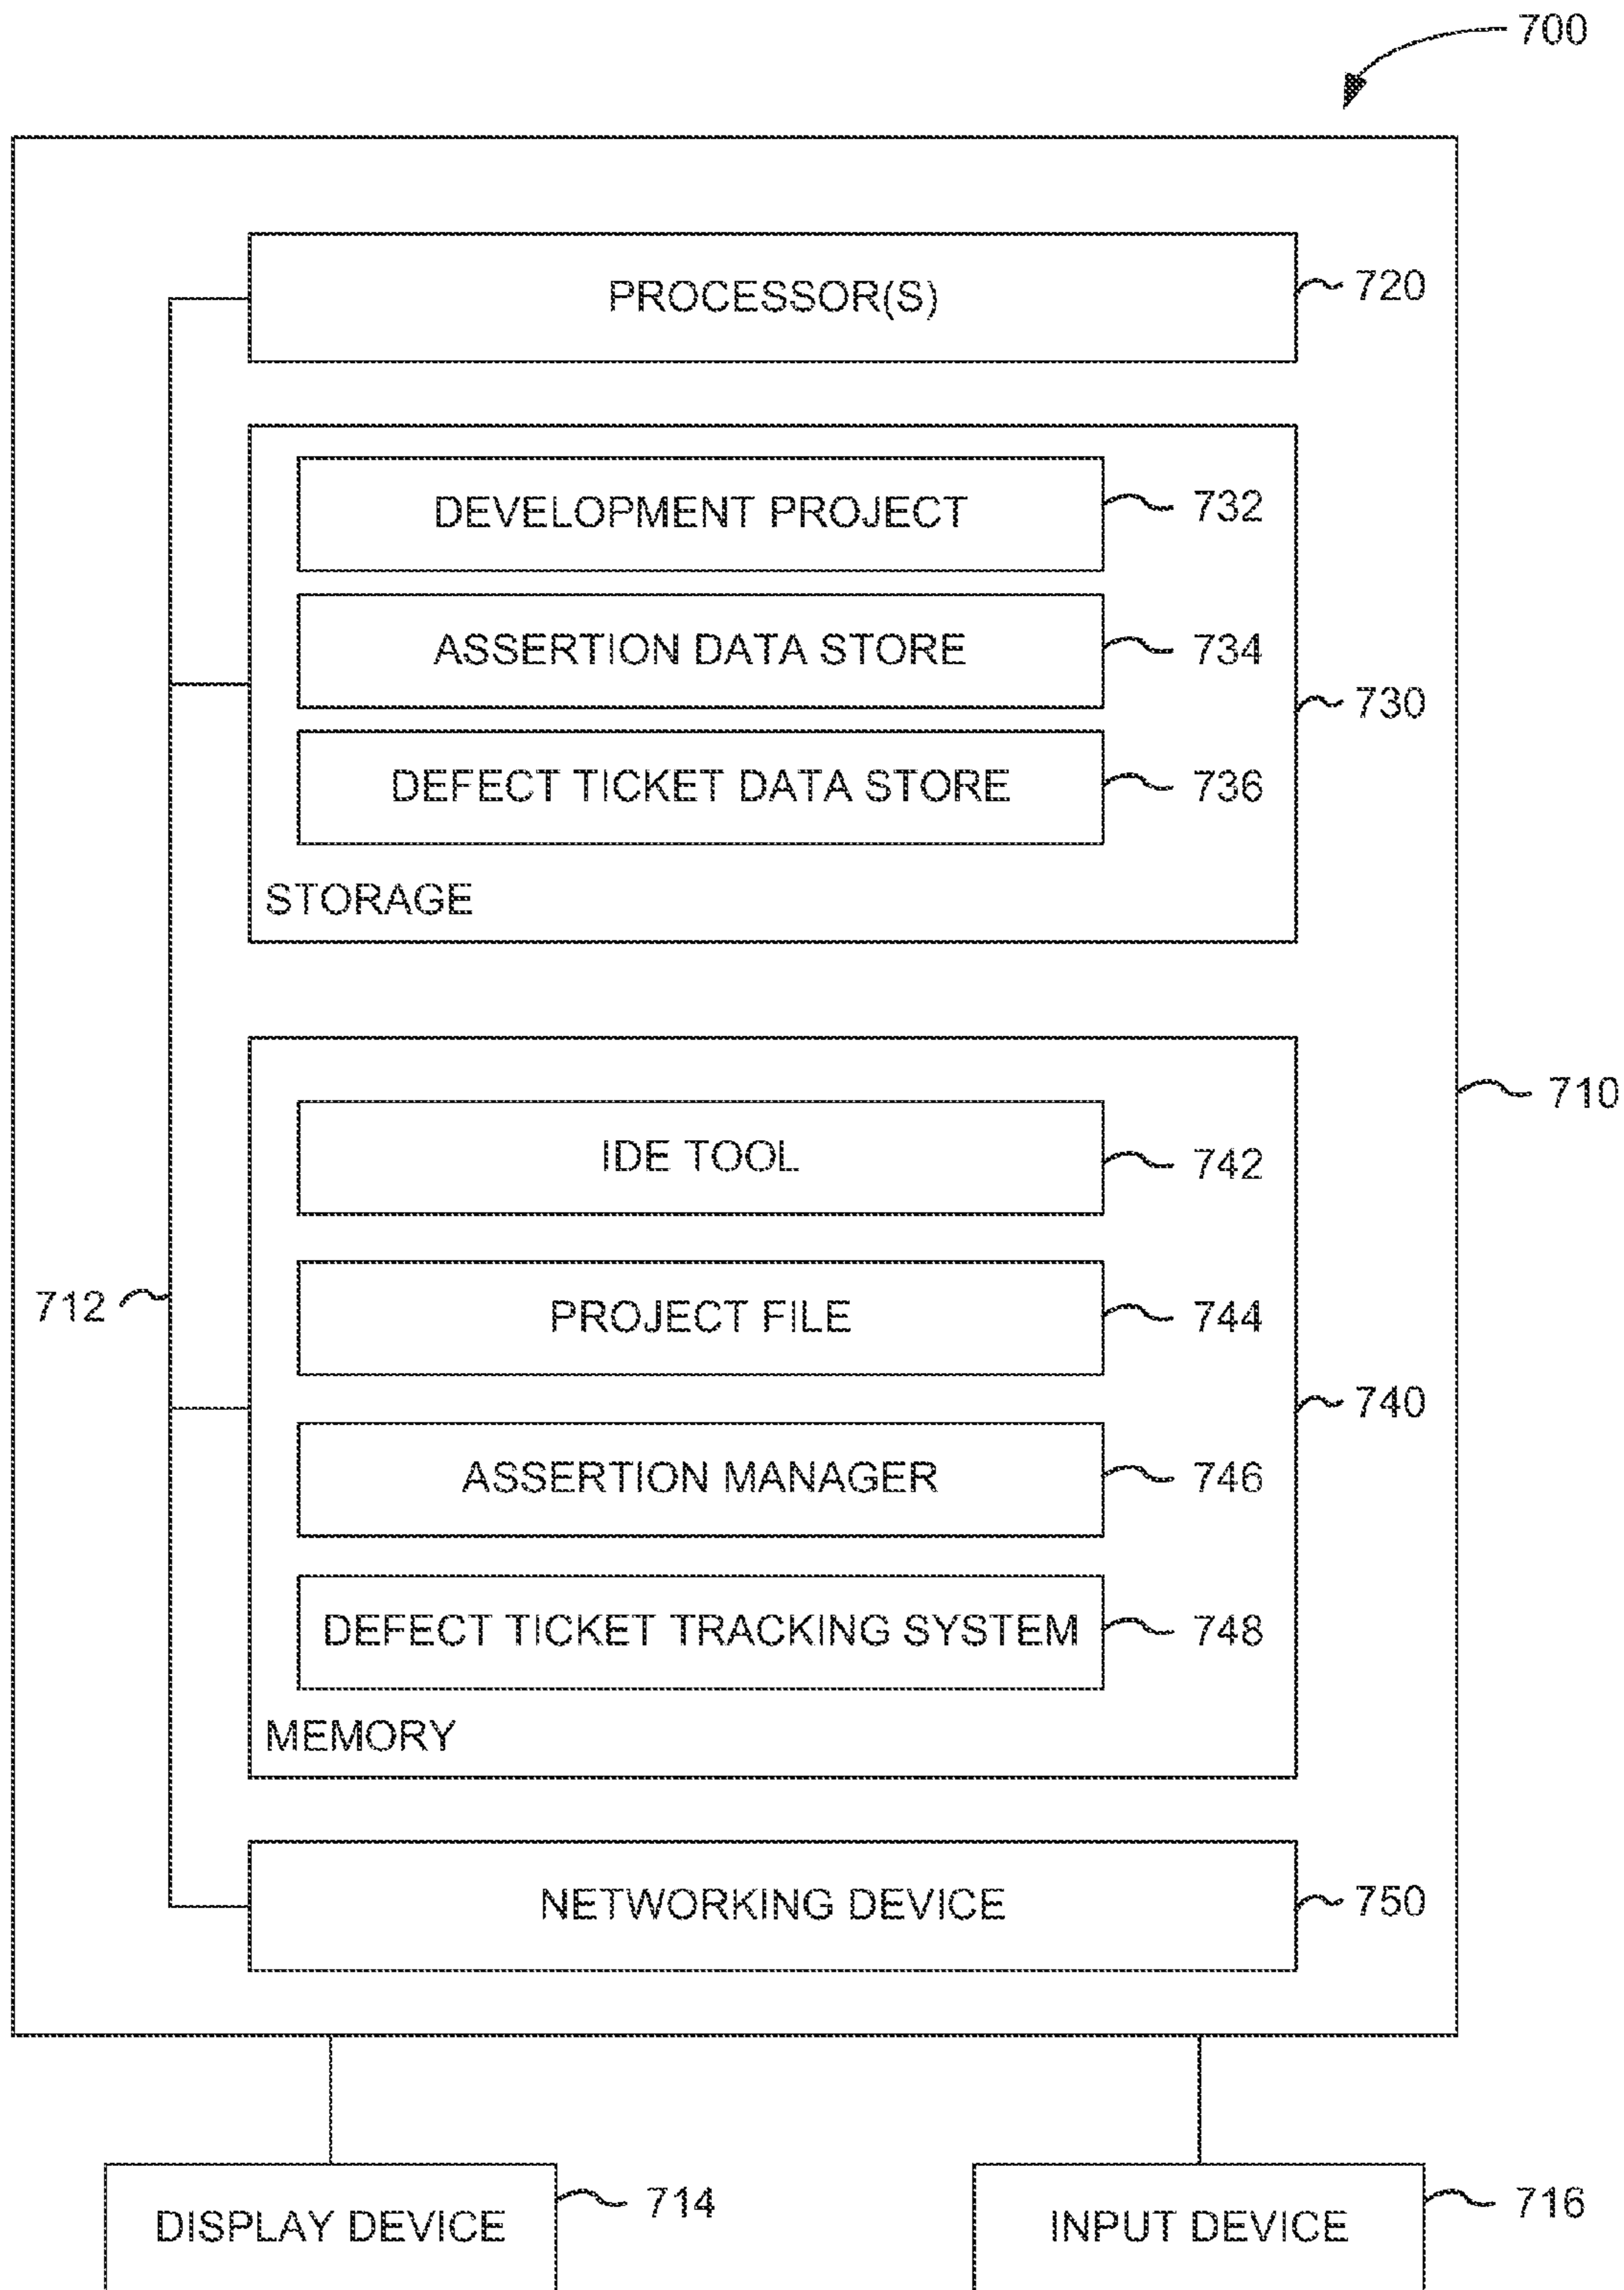 700
PROCESSOR(S)
720
DEVELOPMENT PROJECT
732
ASSERTION DATA STORE
734
730
DEFECT TICKET DATA STORE
736
STORAGE
710
IDE TOOL
742
712
PROJECT FILE
744
740
ASSERTION MANAGER
746
DEFECT TICKET TRACKING SYSTEM
748
MEMORY
NETWORKING DEVICE
750
DISPLAY DEVICE
714
INPUT DEVICE
716